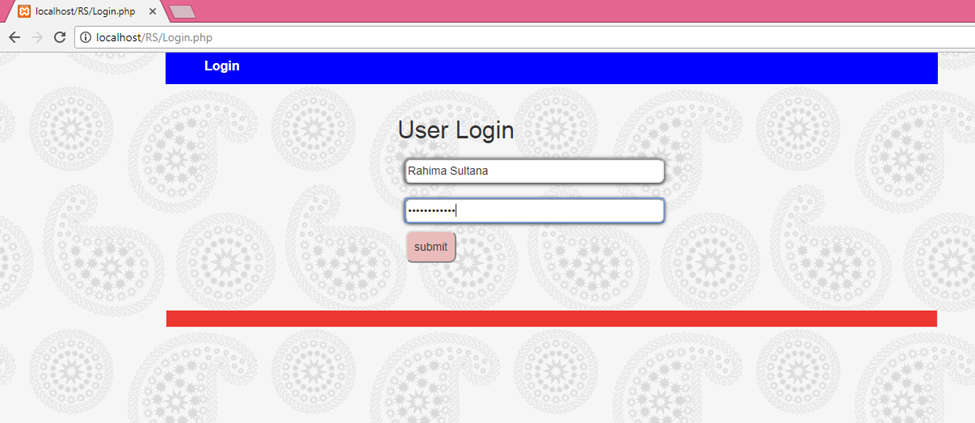 localhost/RS/Login.php
localhost/RS/Login.php
Login
User Login
Rahima Sultana
••••••••••••
submit